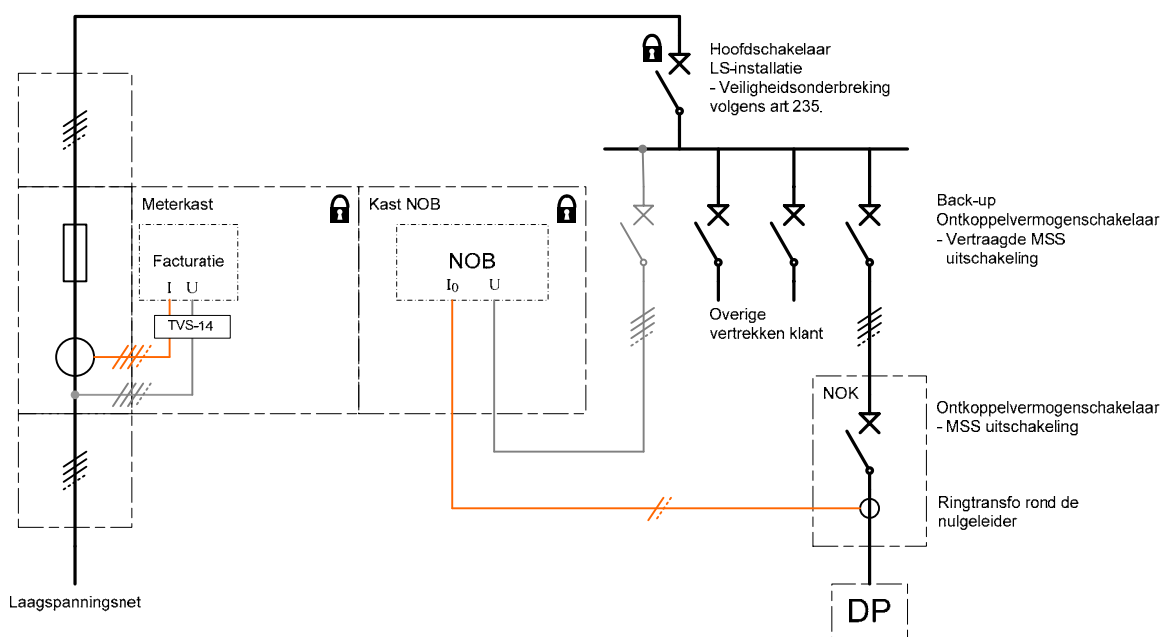 Hoofdschakelaar
LS-installatie
- Veiligheidsonderbreking
volgens art 235.
Meterkast
Kast NOB
Facturatie
I U
TVS-14
NOB
I0 U
Back-up
Ontkoppelvermogenschakelaar
- Vertraagde MSS
uitschakeling
Overige
vertrekken klant
NOK
Ontkoppelvermogenschakelaar
- MSS uitschakeling
Ringtransfo rond de
nulgeleider
Laagspanningsnet
DP